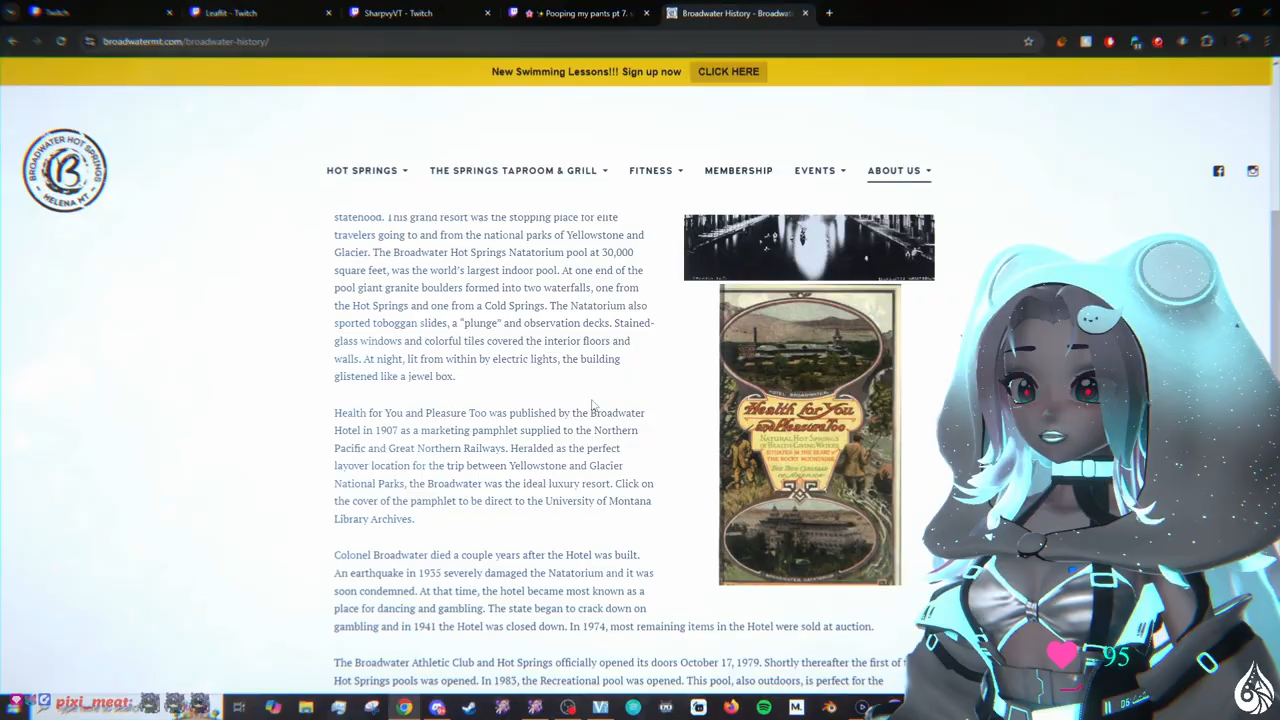 Twitch
Leaflit - Twitch
SharpvyVT - Twitch
Pooping my pants pt 7.
Broadwater History - Broadwat
broadwatermt.com/broadwater-history/
New Swimming Lessons!!! Sign up now CLICK HERE
BROADWATER HOT SPRINGS
B
HELENA MT
HOT SPRINGS
THE SPRINGS TAPROOM & GRILL
FITNESS
MEMBERSHIP
EVENTS
ABOUT US
statehood. This grand resort was the stopping place for elite
travelers going to and from the national parks of Yellowstone and
Glacier. The Broadwater Hot Springs Natatorium pool at 30,000
square feet, was the world's largest indoor pool. At one end of the
pool giant granite boulders formed into two waterfalls, one from
the Hot Springs and one from a Cold Springs. The Natatorium also
sported toboggan slides, a "plunge" and observation decks. Stained-
glass windows and colorful tiles covered the interior floors and
walls. At night, lit from within by electric lights, the building
glistened like a jewel box.
Health for You and Pleasure Too was published by the Broadwater
Hotel in 1907 as a marketing pamphlet supplied to the Northern
Pacific and Great Northern Railways. Heralded as the perfect
layover location for the trip between Yellowstone and Glacier
National Parks, the Broadwater was the ideal luxury resort. Click on
the cover of the pamphlet to be direct to the University of Montana
Library Archives.
HOTEL BROADWATER
Health for You
and Pleasure Too
NATURAL HOT SPRINGS
OF HEALTH-GIVING WATERS
SITUATED IN THE HEART OF
THE ROCKY MOUNTAINS
Colonel Broadwater died a couple years after the Hotel was built.
An earthquake in 1935 severely damaged the Natatorium and it was
soon condemned. At that time, the hotel became most known as a
place for dancing and gambling. The state began to crack down on
gambling and in 1941 the Hotel was closed down. In 1974, most remaining items in the Hotel were sold at auction.
The Broadwater Athletic Club and Hot Springs officially opened its doors October 17, 1979. Shortly thereafter the first of
Hot Springs pools was opened. In 1983, the Recreational pool was opened. This pool, also outdoors, is perfect for the
95
pixi_meat: